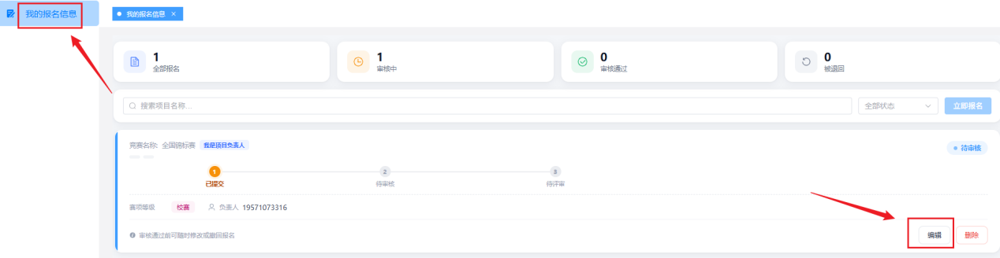 我的报名信息
我的报名信息 ×
1
全部报名
1
审核中
0
审核通过
0
被退回
搜索项目名称...
全部状态
立即报名
竞赛名称: 全国锦标赛 我是项目负责人
待审核
1
2
3
已提交
待审核
待评审
赛项等级 校赛 负责人 19571073316
审核通过前可随时修改或撤回报名
编辑
删除